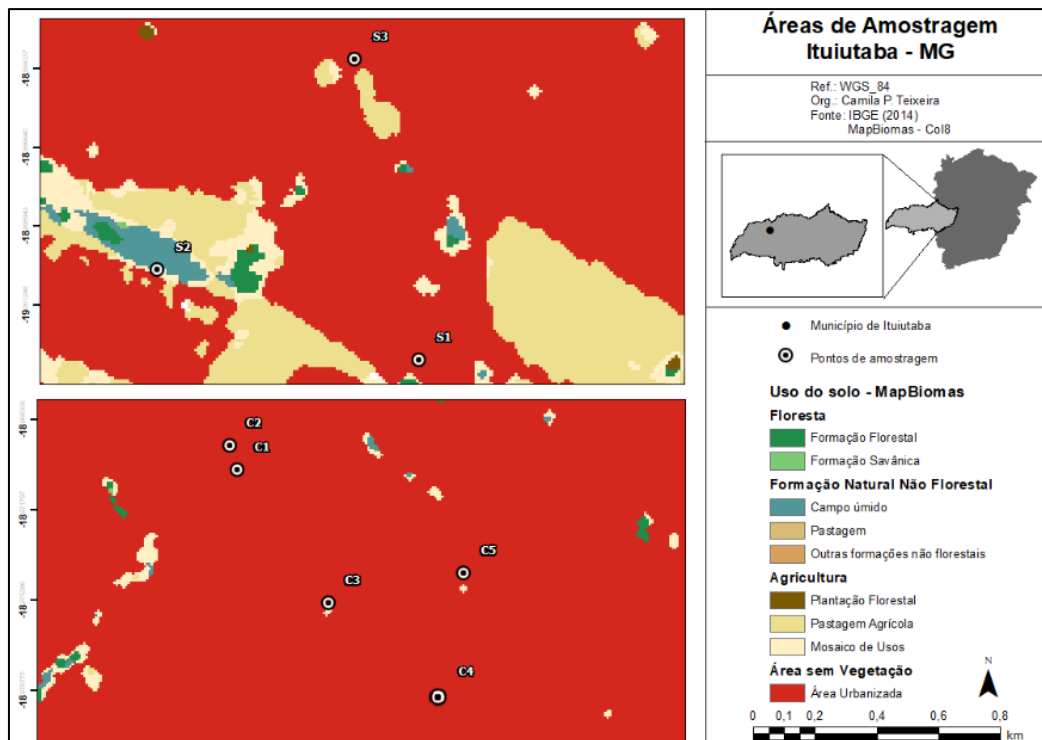 Áreas de Amostragem
Ituiutaba - MG
Ref.: WGS_84
Org.: Camila P. Teixeira
Fonte: IBGE (2014)
MapBiomas - Col8
Município de Ituiutaba
Pontos de amostragem
Uso do solo - MapBiomas
Floresta
Formação Florestal
Formação Savânica
Formação Natural Não Florestal
Campo úmido
Pastagem
Outras formações não florestais
Agricultura
Plantação Florestal
Pastagem Agrícola
Mosaico de Usos
Área sem Vegetação
Área Urbanizada
N
0 0,1 0,2 0,4 0,6 0,8
km
S3
S2
S1
-18
-18
-18
-19
C2
C1
C5
C3
C4
-18
-18
-18
-18